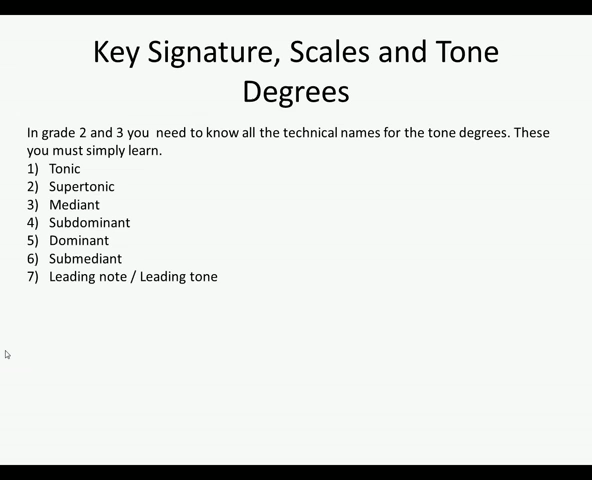 Key Signature, Scales and Tone
Degrees
In grade 2 and 3 you  need to know all the technical names for the tone degrees. These
you must simply learn.
1) Tonic
2) Supertonic
3) Mediant
4) Subdominant
5) Dominant
6) Submediant
7) Leading note / Leading tone